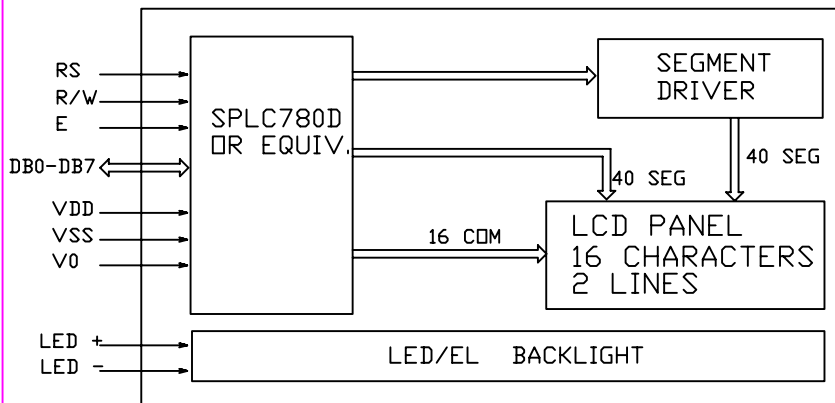 RS
R/W
E
DB0-DB7
VDD
VSS
V0
LED +
LED -
SPLC780D
OR EQUIV.
SEGMENT
DRIVER
40 SEG
40 SEG
16 COM
LCD PANEL
16 CHARACTERS
2 LINES
LED/EL BACKLIGHT